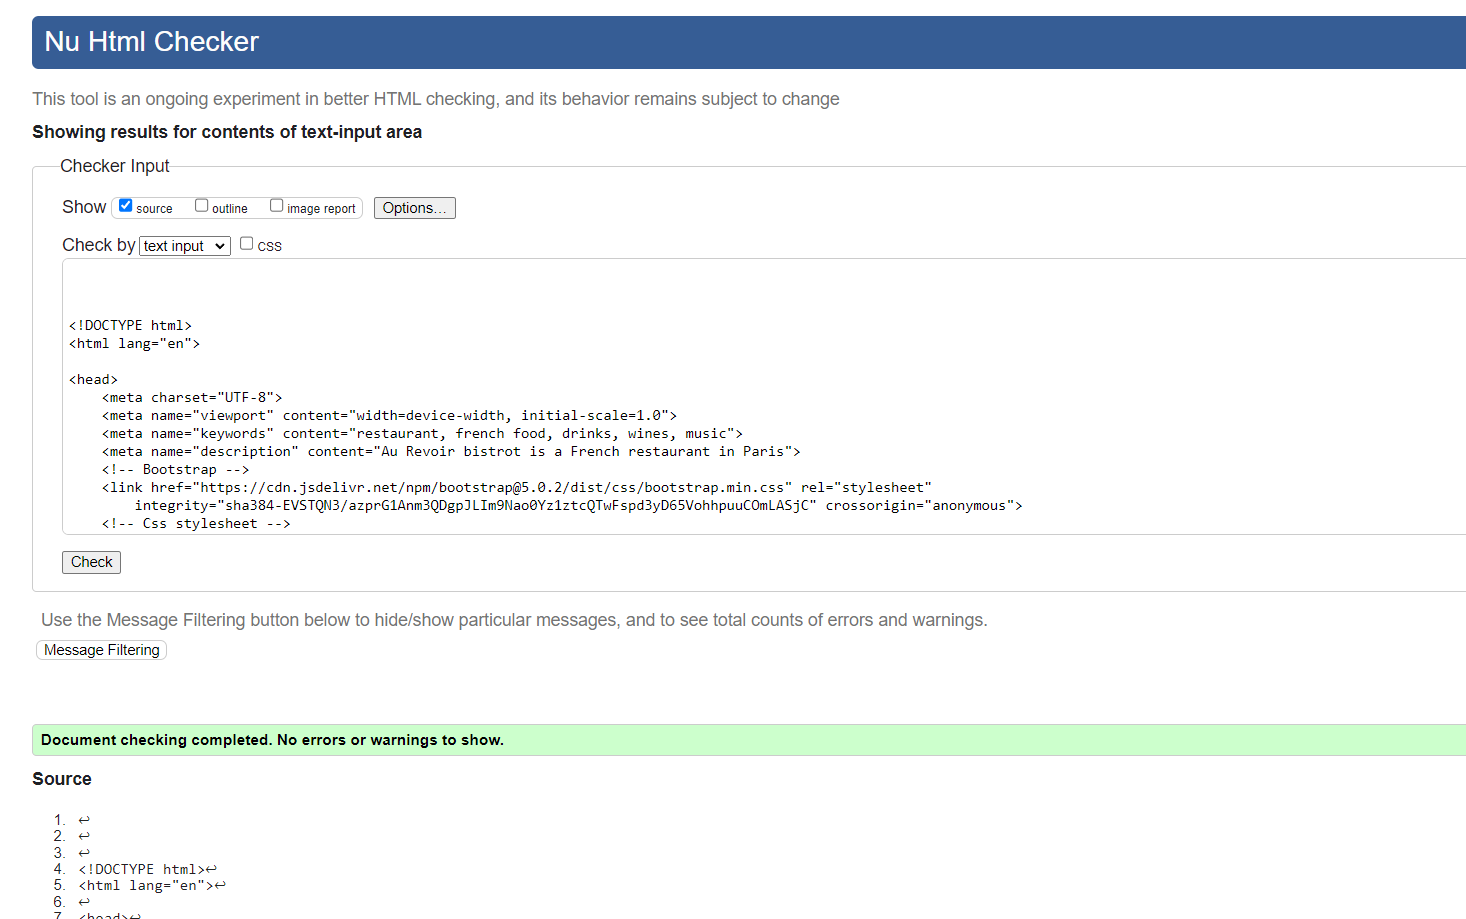 Nu Html Checker
This tool is an ongoing experiment in better HTML checking, and its behavior remains subject to change
Showing results for contents of text-input area
Checker Input
Show source outline image report Options...
Check by text input CSS
<!DOCTYPE html>
<html lang="en">
<head>
<meta charset="UTF-8">
<meta name="viewport" content="width=device-width, initial-scale=1.0">
<meta name="keywords" content="restaurant, french food, drinks, wines, music">
<meta name="description" content="Au Revoir bistrot is a French restaurant in Paris">
<!-- Bootstrap -->
<link href="https://cdn.jsdelivr.net/npm/bootstrap@5.0.2/dist/css/bootstrap.min.css" rel="stylesheet"
integrity="sha384-EVSTQN3/azprG1Anm3QDgpJLIm9Nao0Yz1ztcQTwFspd3yD65VohhpuuCOmLASjC" crossorigin="anonymous">
<!-- Css stylesheet -->
Check
Use the Message Filtering button below to hide/show particular messages, and to see total counts of errors and warnings.
Message Filtering
Document checking completed. No errors or warnings to show.
Source
1. ↩
2. ↩
3. ↩
4. <!DOCTYPE html>↩
5. <html lang="en">↩
6. ↩
7. <head>↩